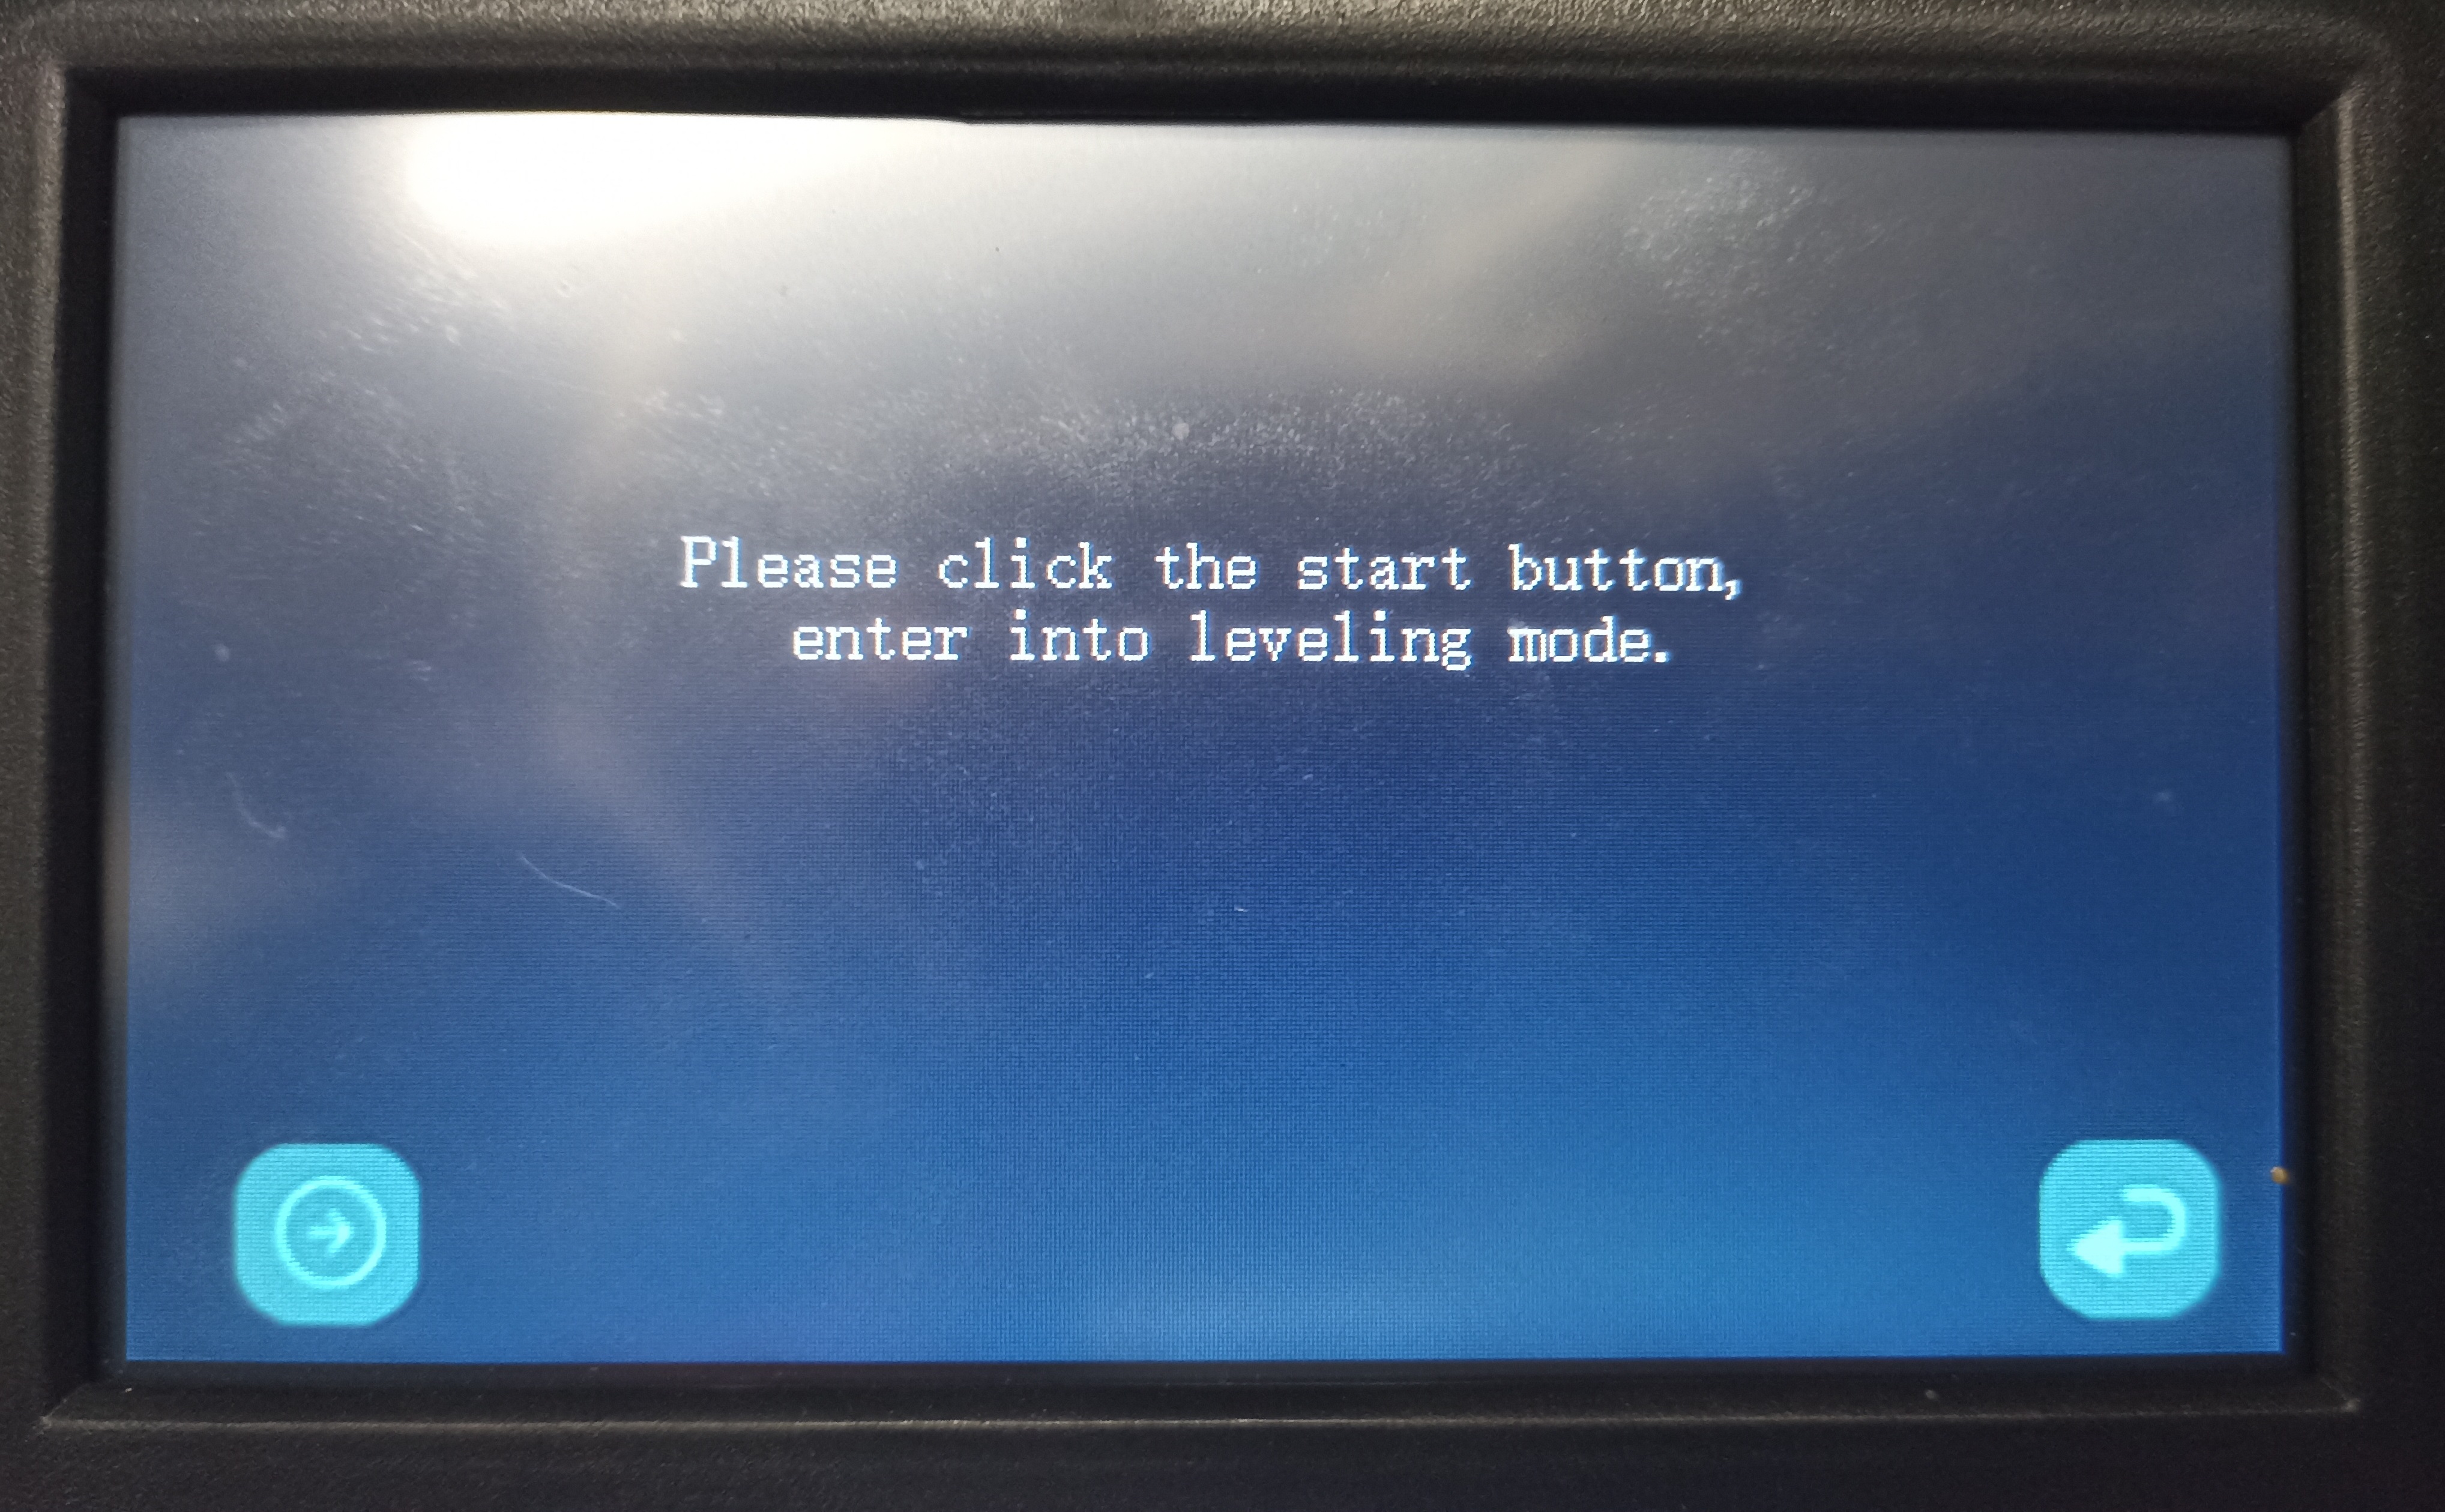 Please click the start button,
enter into leveling mode.